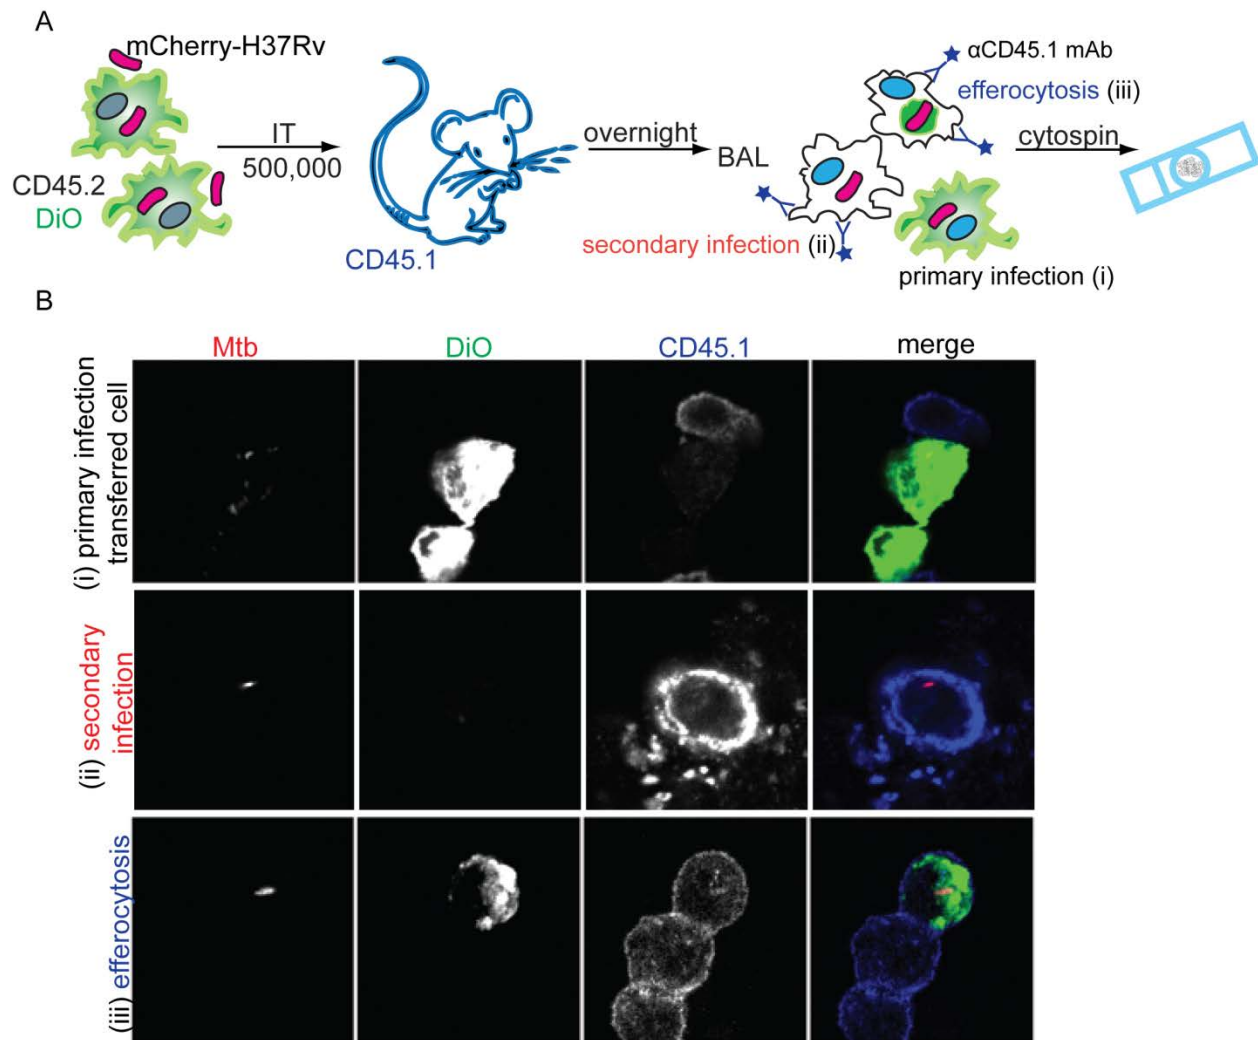 A
mCherry-H37Rv
CD45.2
DiO
IT
500,000
CD45.1
overnight
BAL
αCD45.1 mAb
efferocytosis (iii)
secondary infection (ii)
primary infection (i)
cytospin
B
Mtb DiO CD45.1 merge
(i) primary infection
transferred cell
(ii) secondary
infection
(iii) efferocytosis